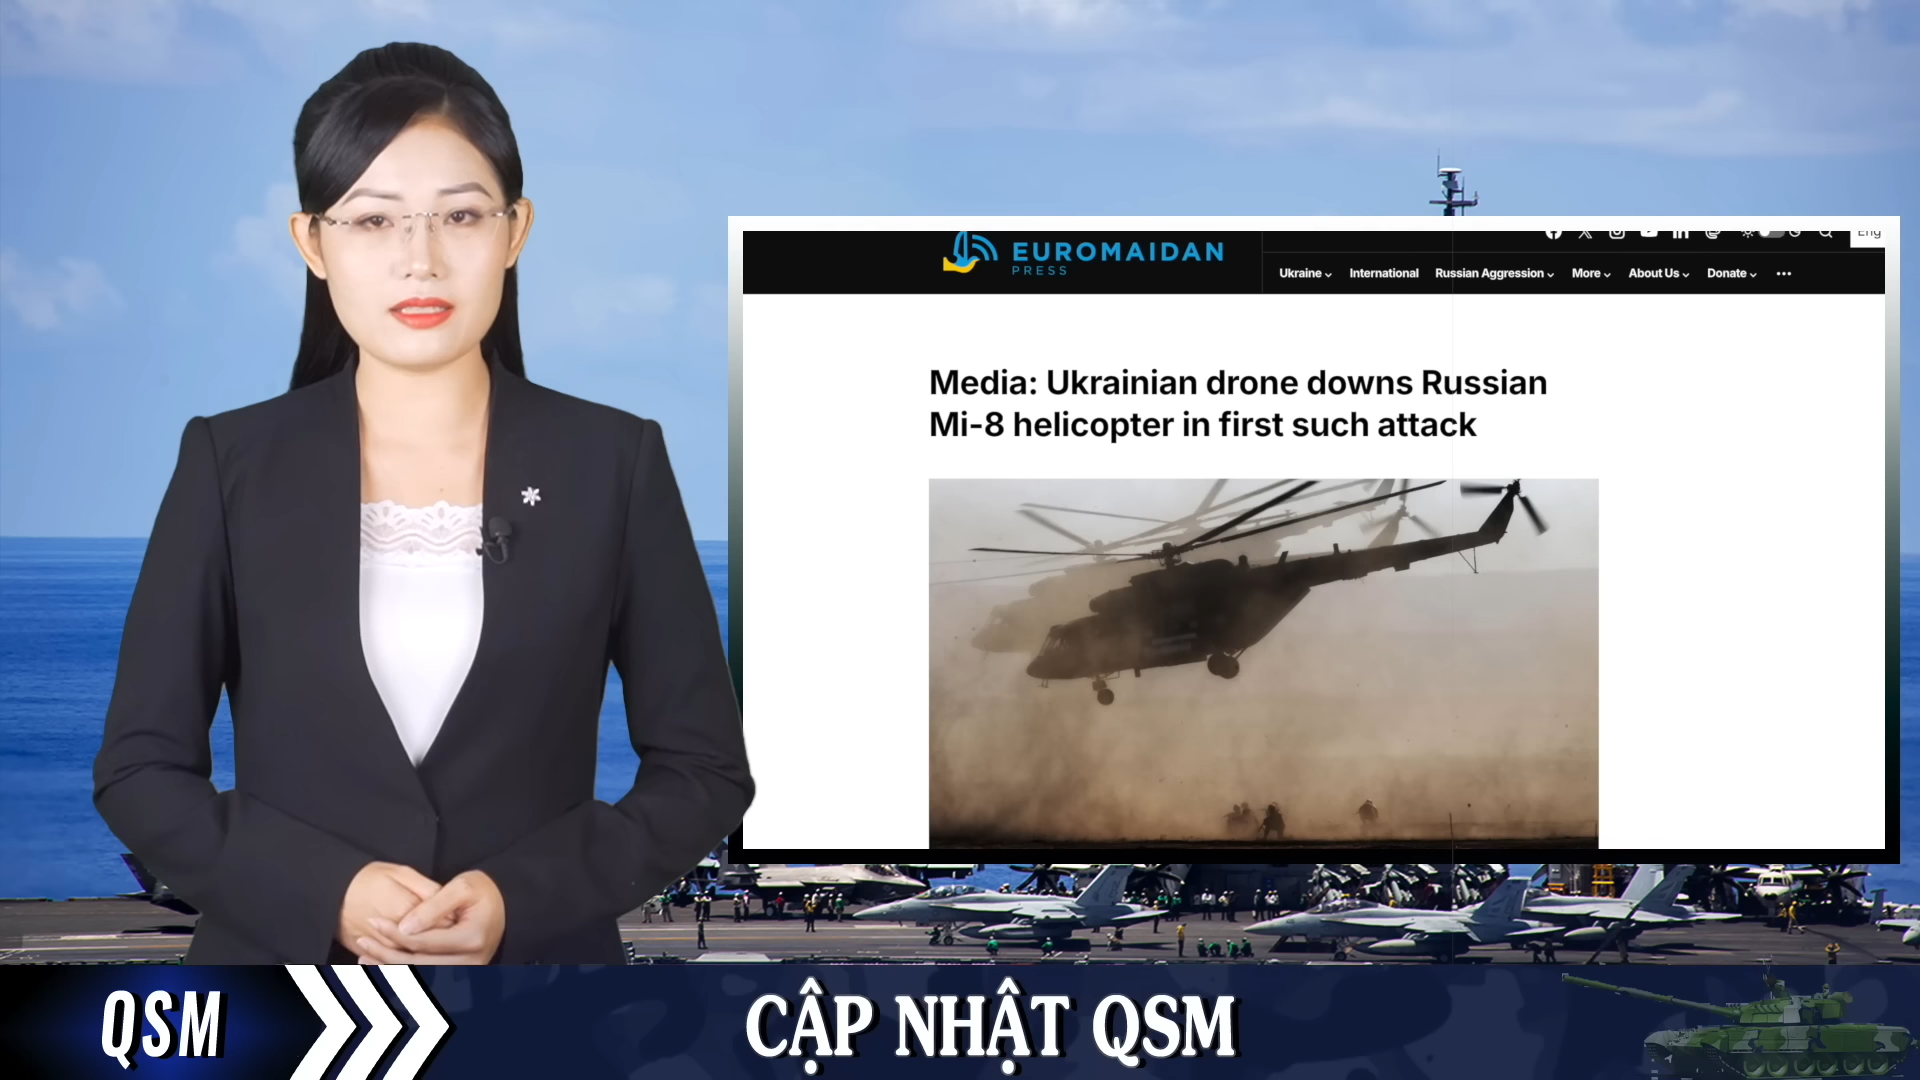 EUROMAIDAN
PRESS
Eng
Ukraine International Russian Aggression More About Us Donate
Media: Ukrainian drone downs Russian
Mi-8 helicopter in first such attack
QSM
CẬP NHẬT QSM